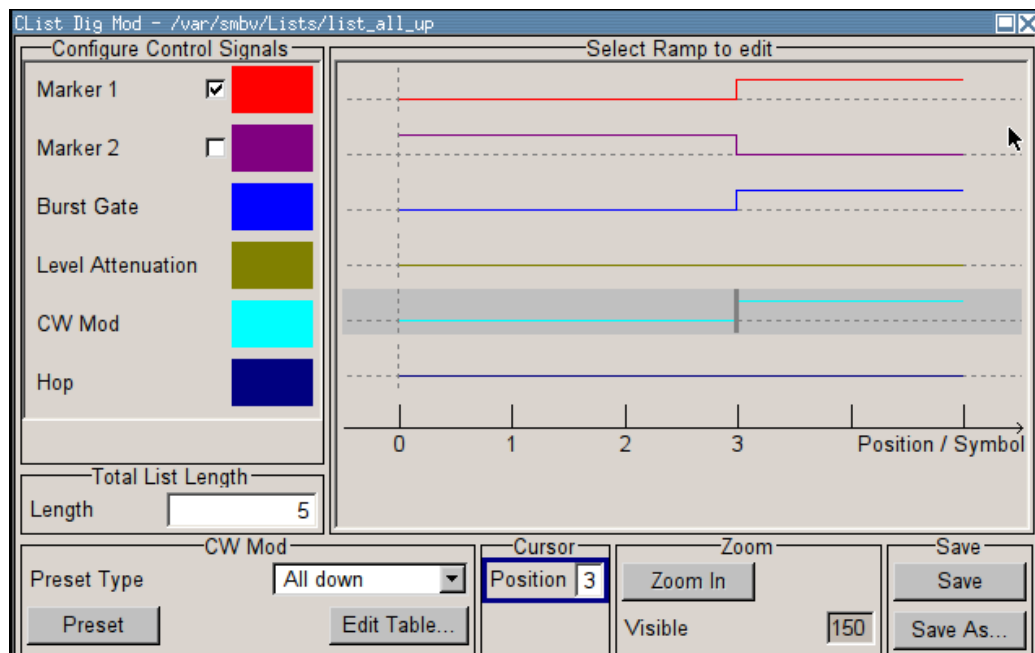 CList Dig Mod - /var/smbv/Lists/list_all_up
Configure Control Signals
Marker 1
Marker 2
Burst Gate
Level Attenuation
CW Mod
Hop
Select Ramp to edit
0 1 2 3 Position / Symbol
Total List Length
Length 5
CW Mod
Preset Type All down
Preset Edit Table...
Cursor
Position 3
Zoom
Zoom In
Visible 150
Save
Save
Save As...